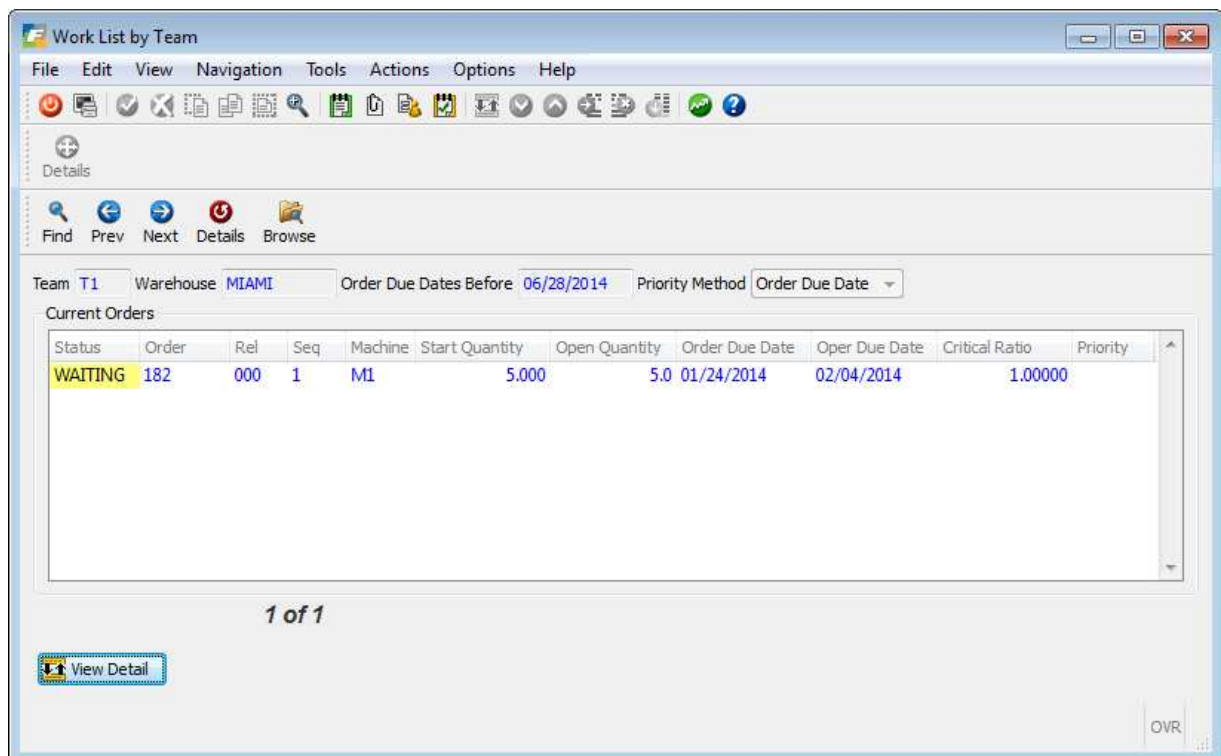 Work List by Team
File Edit View Navigation Tools Actions Options Help
Details
Find Prev Next Details Browse
Team T1 Warehouse MIAMI Order Due Dates Before 06/28/2014 Priority Method Order Due Date
Current Orders
Status Order Rel Seq Machine Start Quantity Open Quantity Order Due Date Oper Due Date Critical Ratio Priority
WAITING 182 000 1 M1 5.000 5.0 01/24/2014 02/04/2014 1.00000
1 of 1
View Detail
OVR